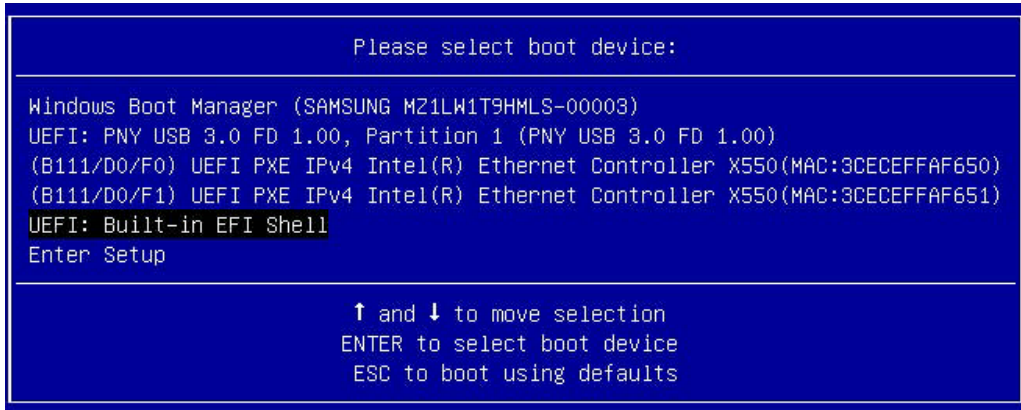 Please select boot device:
Windows Boot Manager (SAMSUNG MZ1LW1T9HMLS-00003)
UEFI: PNY USB 3.0 FD 1.00, Partition 1 (PNY USB 3.0 FD 1.00)
(B111/D0/F0) UEFI PXE IPv4 Intel(R) Ethernet Controller X550(MAC:3CECEFFAF650)
(B111/D0/F1) UEFI PXE IPv4 Intel(R) Ethernet Controller X550(MAC:3CECEFFAF651)
UEFI: Built-in EFI Shell
Enter Setup
↑ and ↓ to move selection
ENTER to select boot device
ESC to boot using defaults